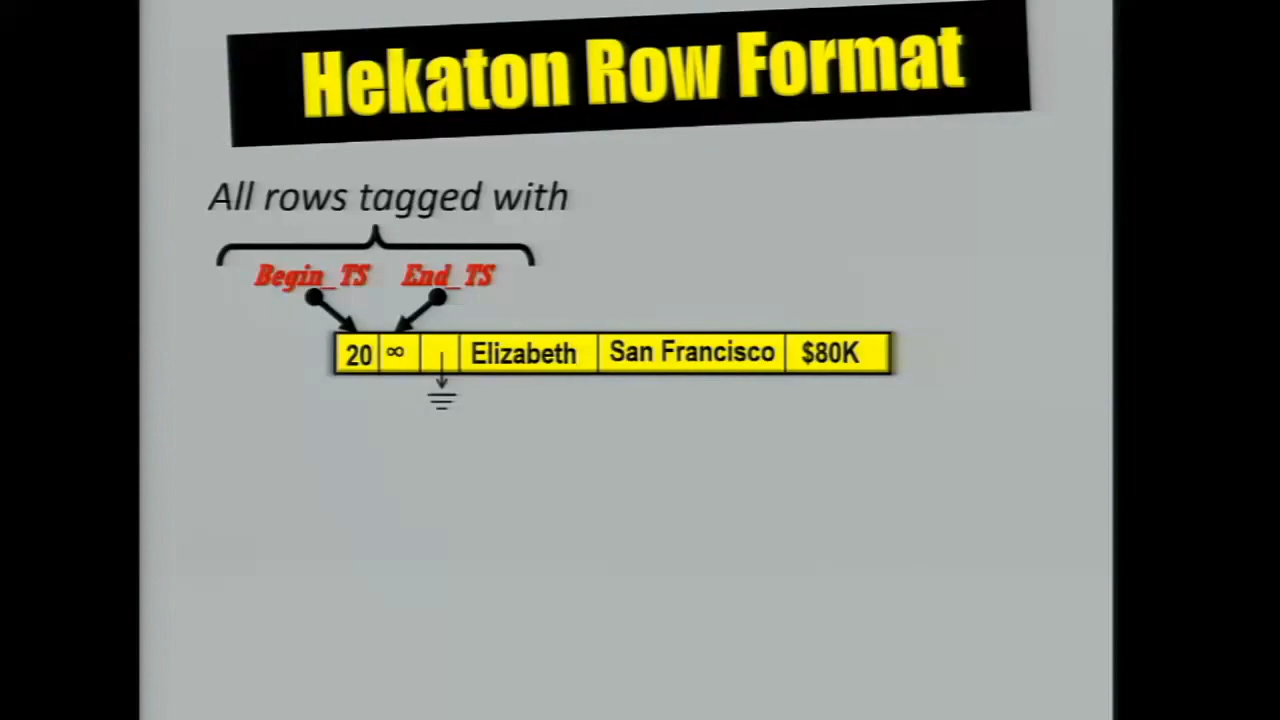 Hekaton Row Format
All rows tagged with
Begin_TS End_TS
20 ∞ Elizabeth San Francisco $80K